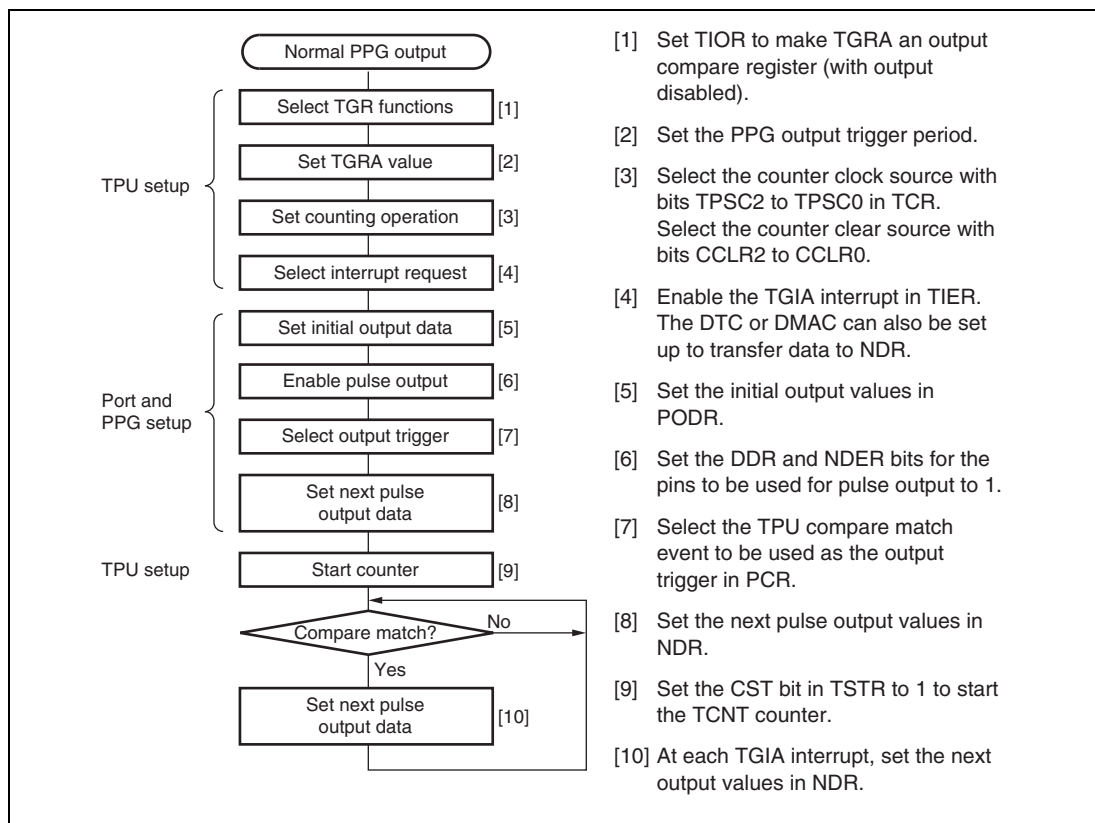 Normal PPG output
Select TGR functions [1]
Set TGRA value [2]
TPU setup
Set counting operation [3]
Select interrupt request [4]
Set initial output data [5]
Enable pulse output [6]
Port and
PPG setup
Select output trigger [7]
Set next pulse
output data
[8]
TPU setup
Start counter [9]
Compare match?
No
Yes
Set next pulse
output data
[10]
[1] Set TIOR to make TGRA an output
compare register (with output
disabled).
[2] Set the PPG output trigger period.
[3] Select the counter clock source with
bits TPSC2 to TPSC0 in TCR.
Select the counter clear source with
bits CCLR2 to CCLR0.
[4] Enable the TGIA interrupt in TIER.
The DTC or DMAC can also be set
up to transfer data to NDR.
[5] Set the initial output values in
PODR.
[6] Set the DDR and NDER bits for the
pins to be used for pulse output to 1.
[7] Select the TPU compare match
event to be used as the output
trigger in PCR.
[8] Set the next pulse output values in
NDR.
[9] Set the CST bit in TSTR to 1 to start
the TCNT counter.
[10] At each TGIA interrupt, set the next
output values in NDR.